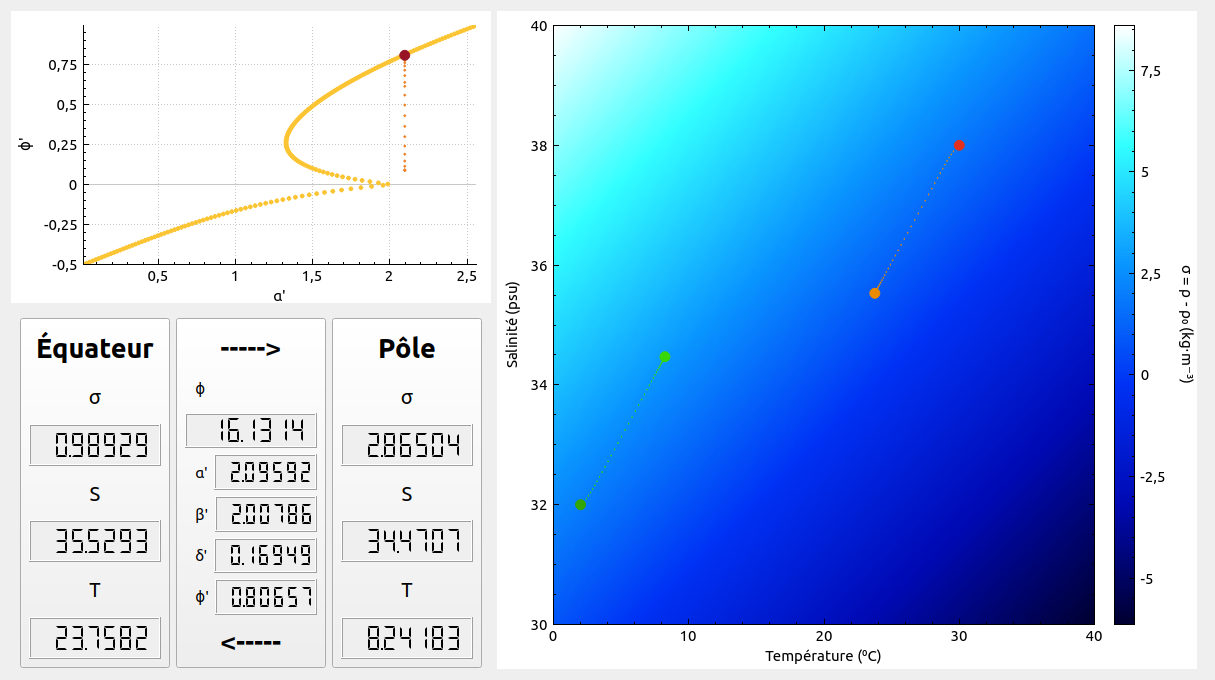 0,75
0,5
0,25
0
-0,25
-0,5
ϕ'
0,5
1
1,5
2
2,5
α'
Équateur
σ
0.98929
S
35.5293
T
23.7582
----->
ϕ
16.1314
α'
2.09592
β'
2.00786
δ'
0.16949
ϕ'
0.80657
<-----
Pôle
σ
2.86504
S
34.4707
T
8.24183
40
38
36
34
32
30
Salinité (psu)
0
10
20
30
40
Température (⁰C)
7,5
5
2,5
0
-2,5
-5
σ = ρ - ρ₀ (kg·m⁻³)